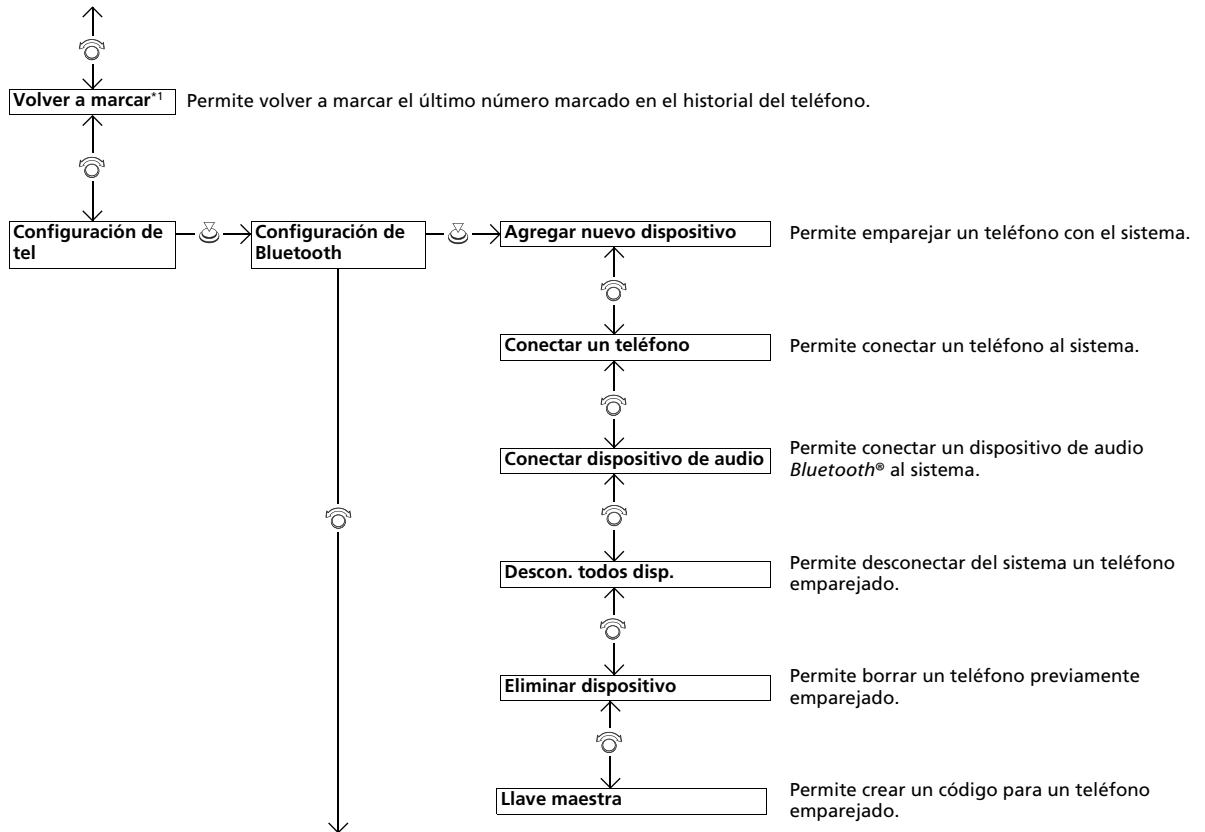 Volver a marcar*1 Permite volver a marcar el último número marcado en el historial del teléfono.
Configuración de tel
Configuración de Bluetooth
Agregar nuevo dispositivo Permite emparejar un teléfono con el sistema.
Conectar un teléfono Permite conectar un teléfono al sistema.
Conectar dispositivo de audio Permite conectar un dispositivo de audio
Bluetooth® al sistema.
Descon. todos disp. Permite desconectar del sistema un teléfono
emparejado.
Eliminar dispositivo Permite borrar un teléfono previamente
emparejado.
Llave maestra Permite crear un código para un teléfono
emparejado.